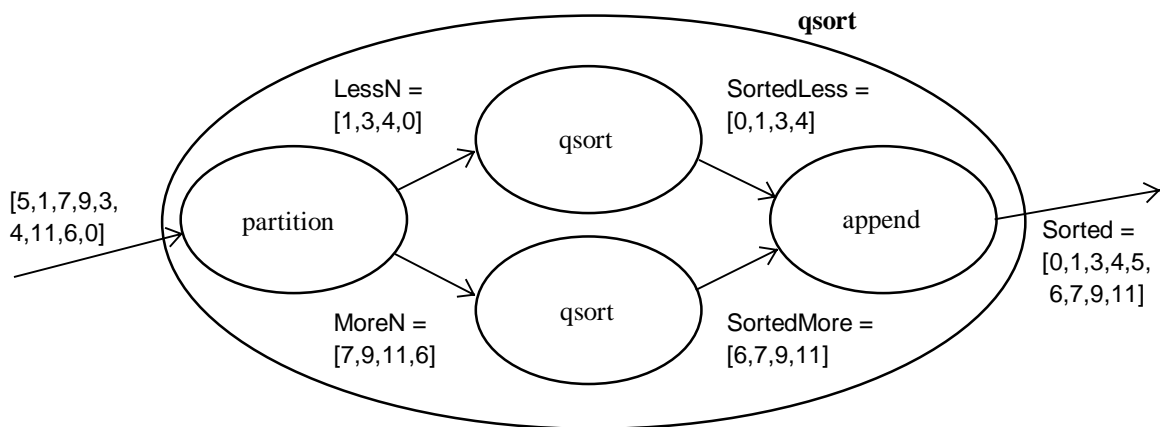 qsort
LessN =
[1,3,4,0]
SortedLess =
[0,1,3,4]
qsort
[5,1,7,9,3,
4,11,6,0]
partition
append
Sorted =
[0,1,3,4,5,
6,7,9,11]
qsort
MoreN =
[7,9,11,6]
SortedMore =
[6,7,9,11]